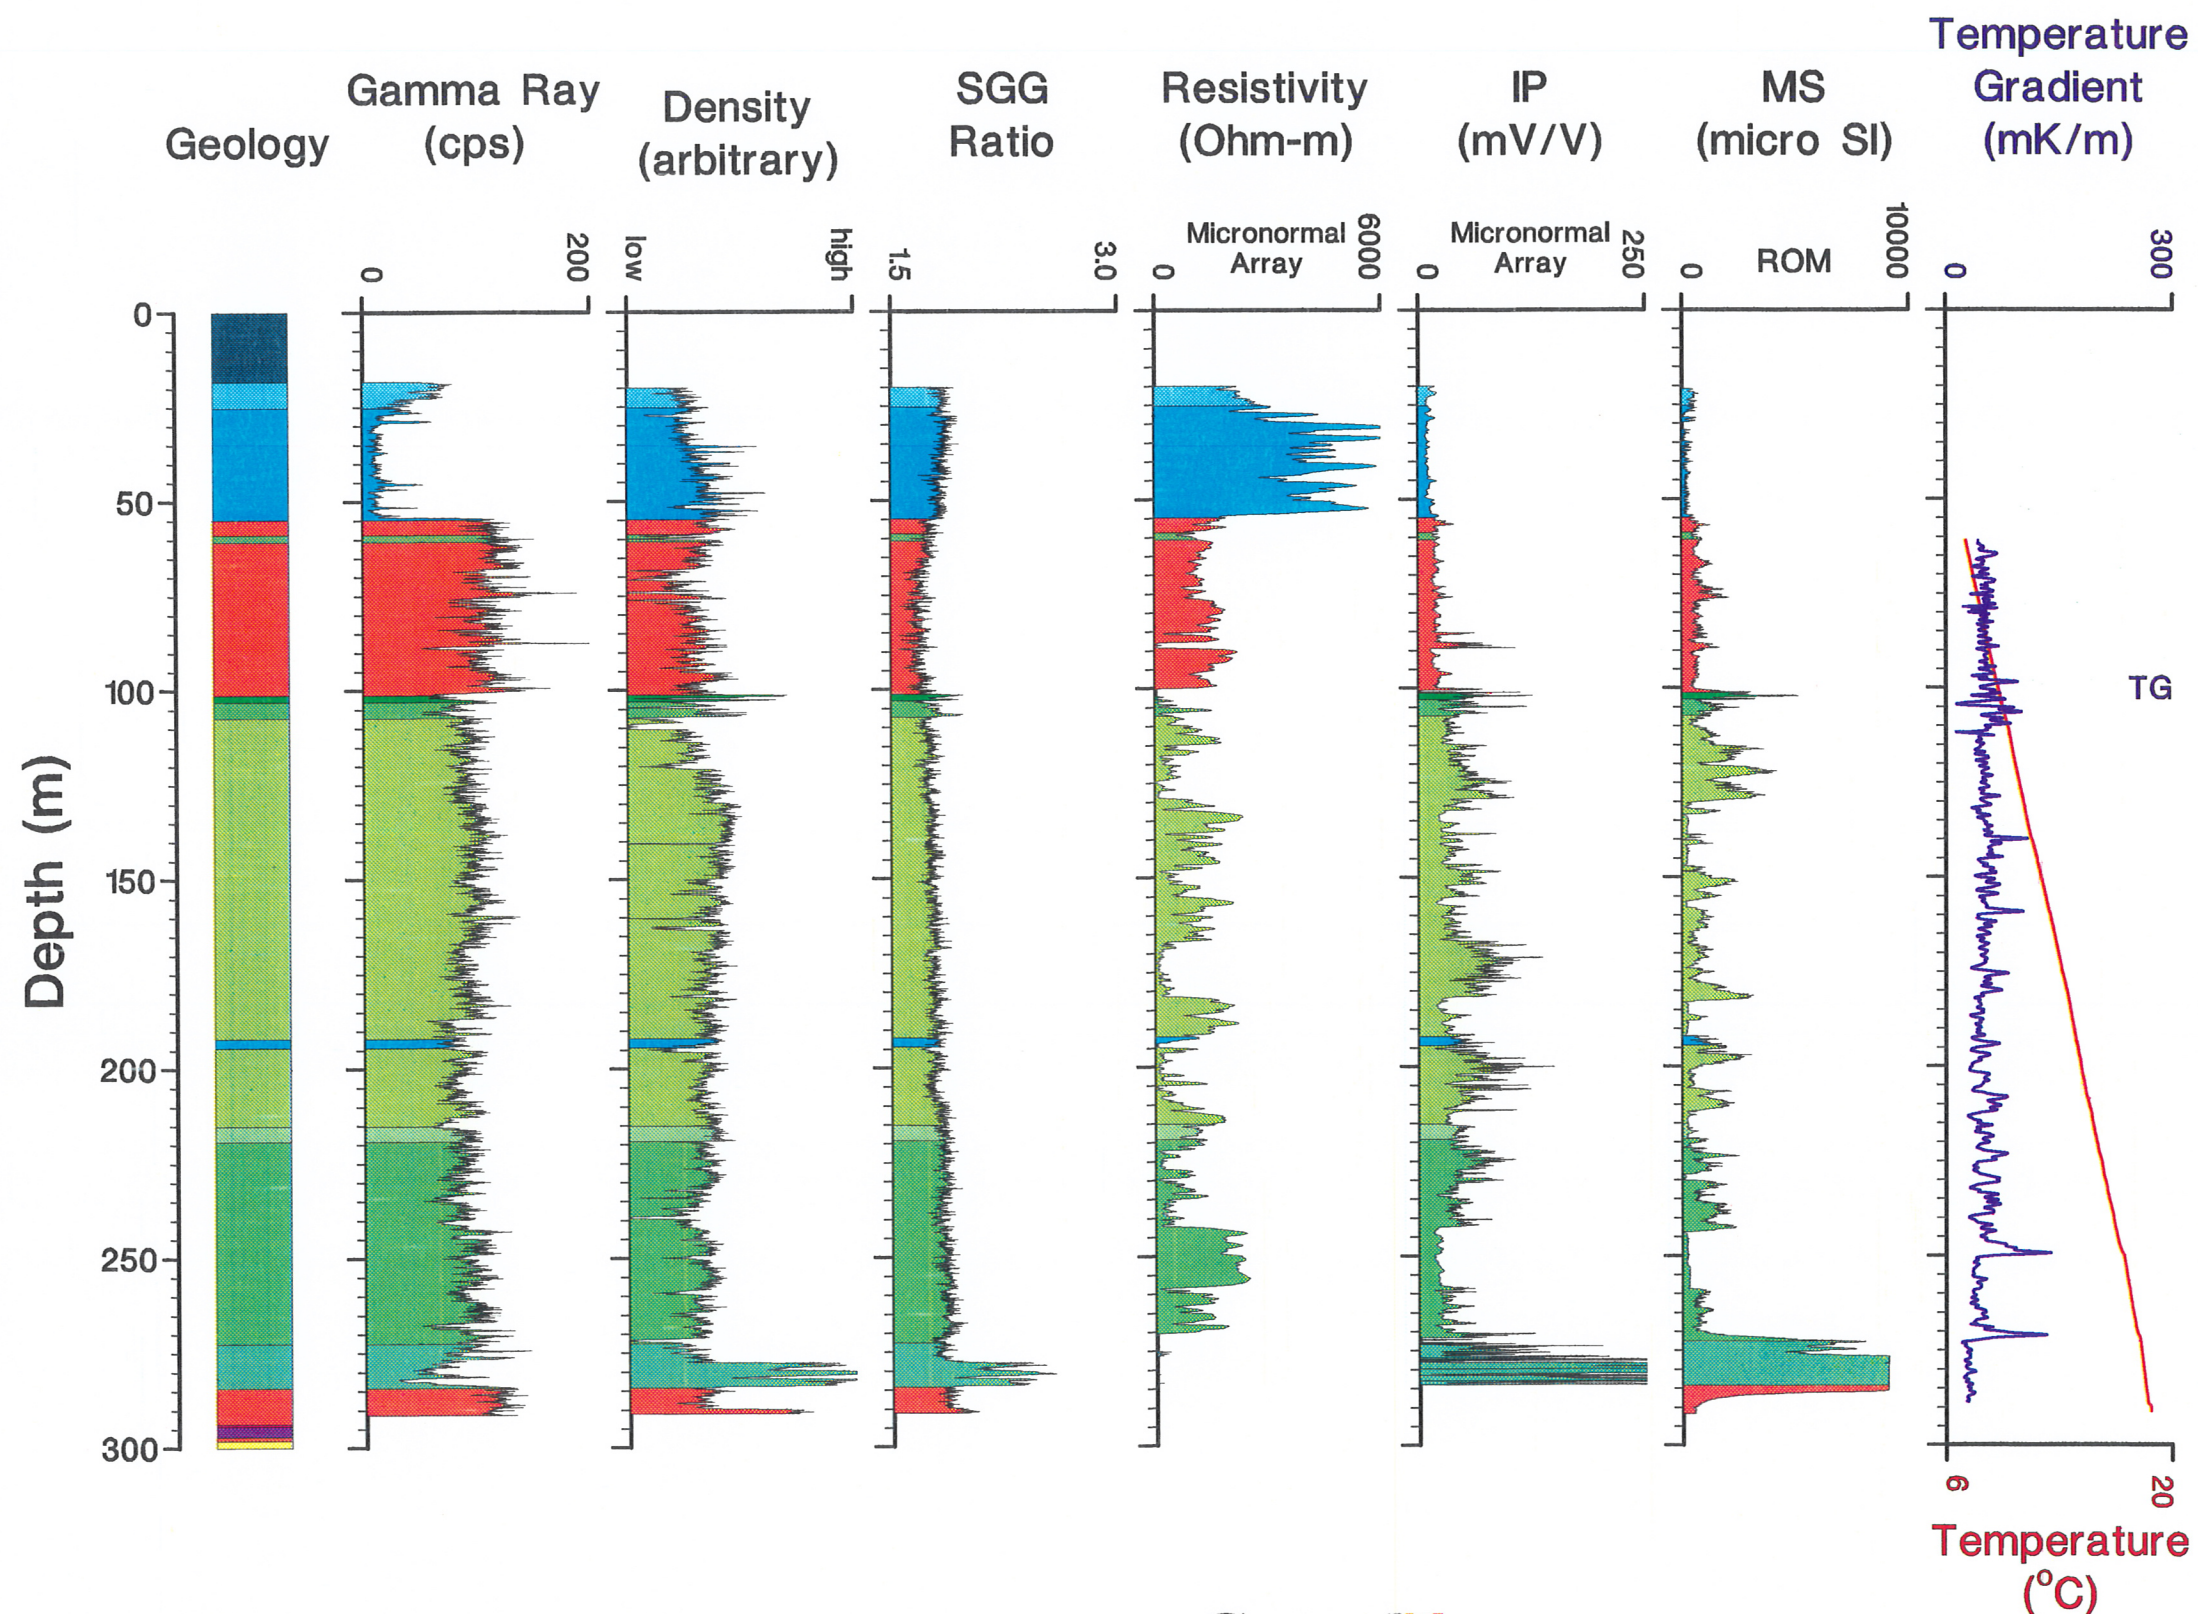 Temperature
Gradient
(mK/m)
Geology
Gamma Ray
(cps)
Density
(arbitrary)
SGG
Ratio
Resistivity
(Ohm-m)
IP
(mV/V)
MS
(micro SI)
0
200
low
high
1.5
3.0
Micronormal
Array
0
6000
Micronormal
Array
0
250
ROM
0
10000
0
300
Depth (m)
0
50
100
150
200
250
300
TG
6
20
Temperature
(°C)